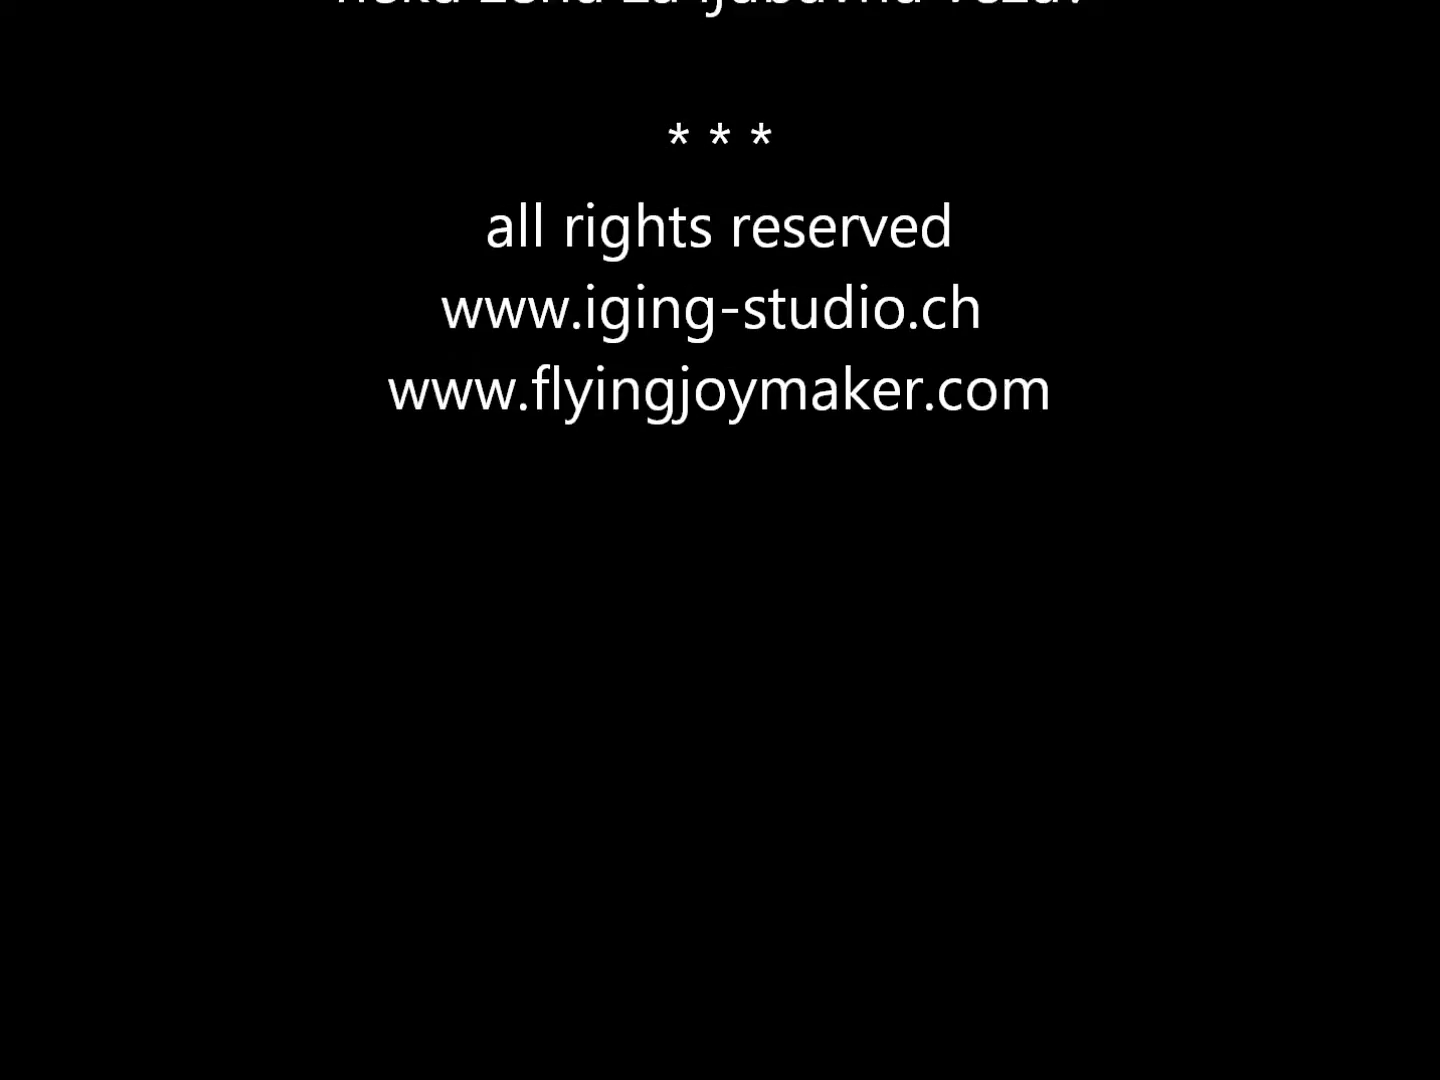 * * *
all rights reserved
www.iging-studio.ch
www.flyingjoymaker.com